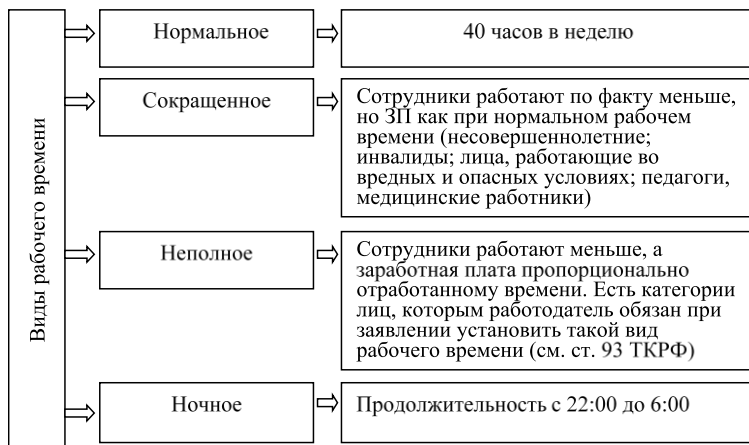 Виды рабочего времени
Нормальное
40 часов в неделю
Сокращенное
Сотрудники работают по факту меньше,
но ЗП как при нормальном рабочем
времени (несовершеннолетние;
инвалиды; лица, работающие во
вредных и опасных условиях; педагоги,
медицинские работники)
Неполное
Сотрудники работают меньше, а
заработная плата пропорционально
отработанному времени. Есть категории
лиц, которым работодатель обязан при
заявлении установить такой вид
рабочего времени (см. ст. 93 ТКРФ)
Ночное
Продолжительность с 22:00 до 6:00